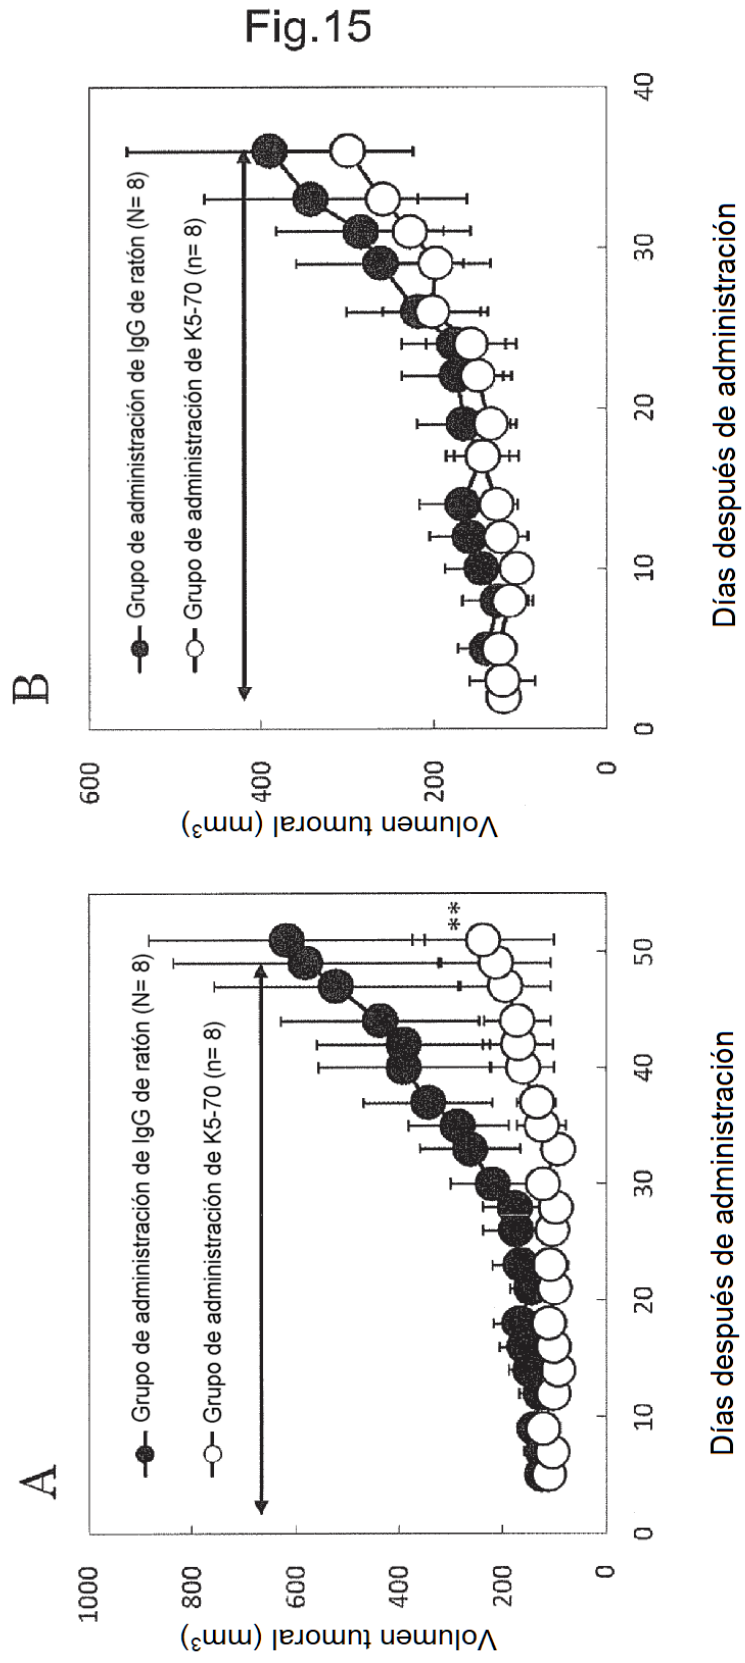 Fig.15
A
Volumen tumoral (mm³)
1000
800
600
400
200
0
Grupo de administración de IgG de ratón (N= 8)
Grupo de administración de K5-70 (n= 8)
**
0
10
20
30
40
50
Días después de administración
B
Volumen tumoral (mm³)
600
400
200
0
Grupo de administración de IgG de ratón (N= 8)
Grupo de administración de K5-70 (n= 8)
0
10
20
30
40
Días después de administración